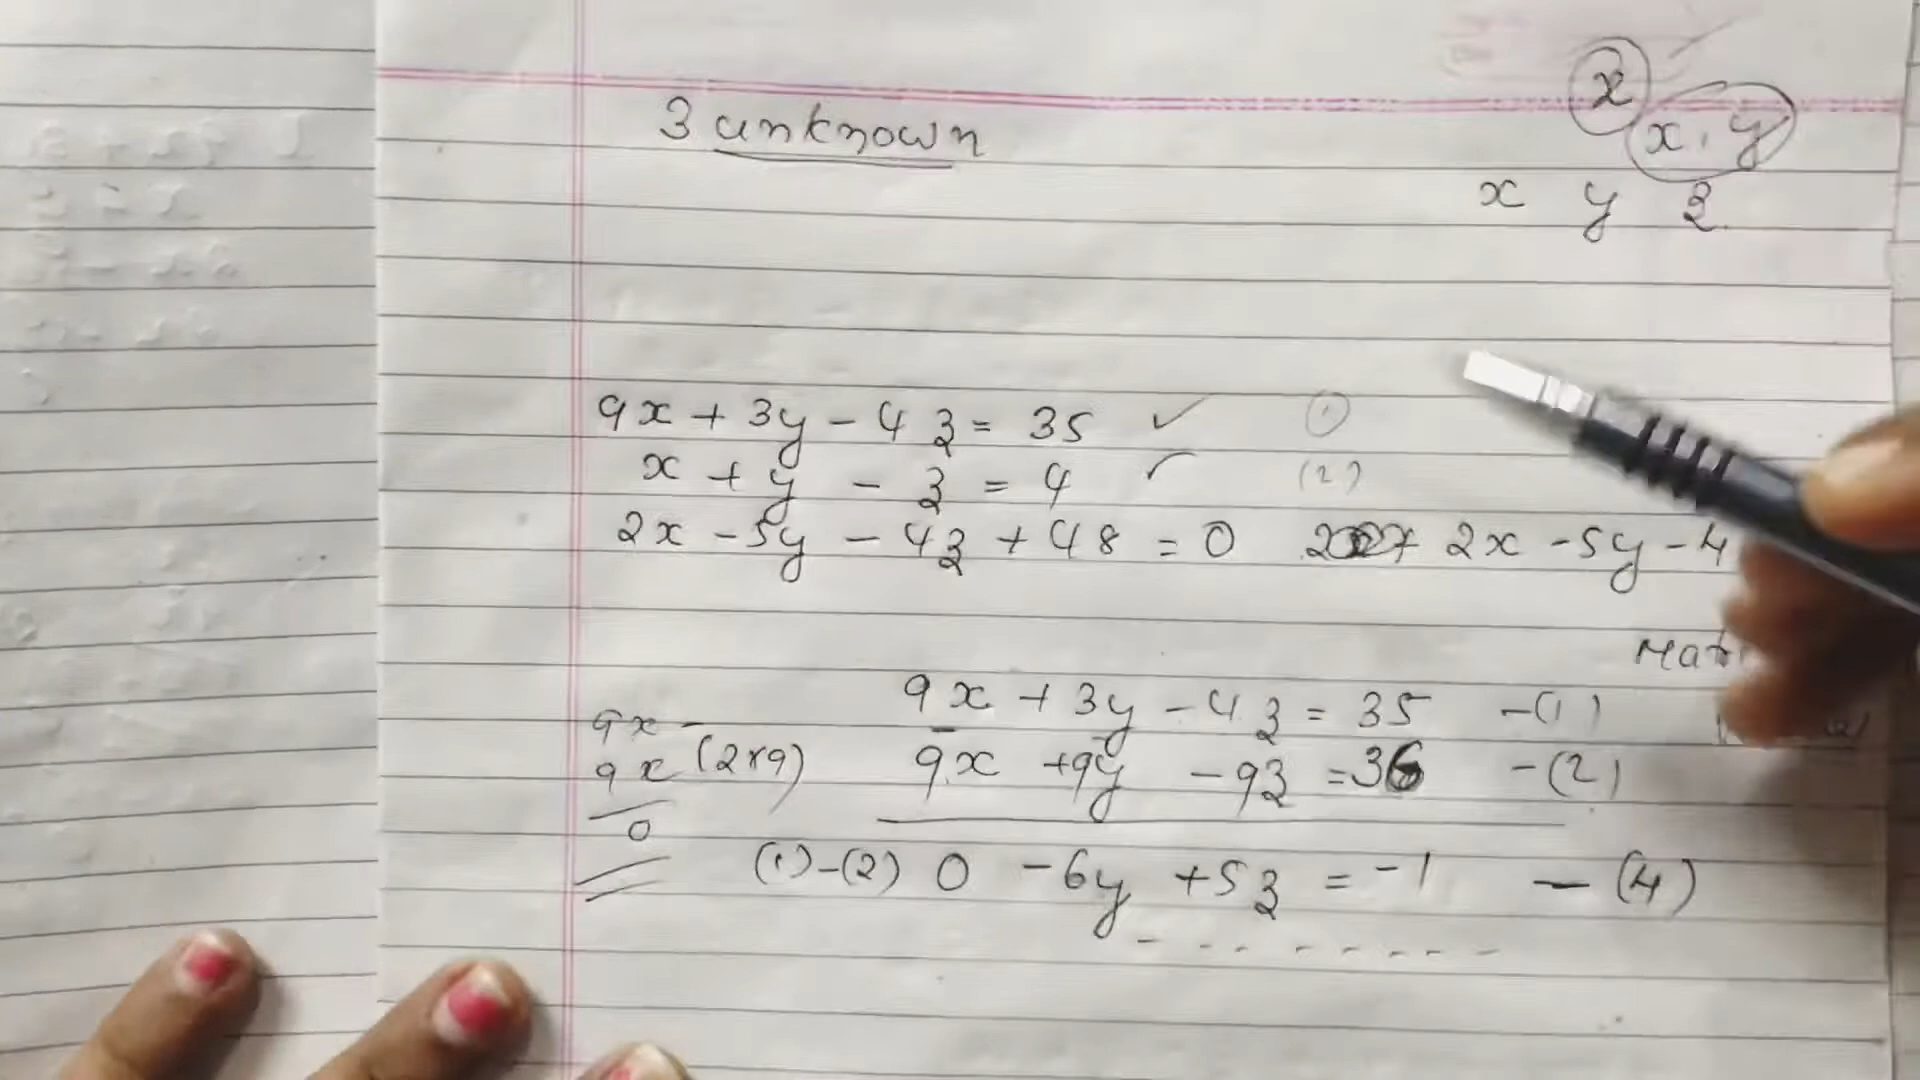 3 unknown
x
x, y
x y z
9x + 3y - 4z = 35 ✓ (1)
x + y - z = 4 ✓ (2)
2x - 5y - 4z + 48 = 0 2x - 5y - 4
9x + 3y - 4z = 35 - (1)
9x -
9x (2×9) 9x + 9y - 9z = 36 - (2)
0
(1)-(2) 0 - 6y + 5z = -1 — (4)